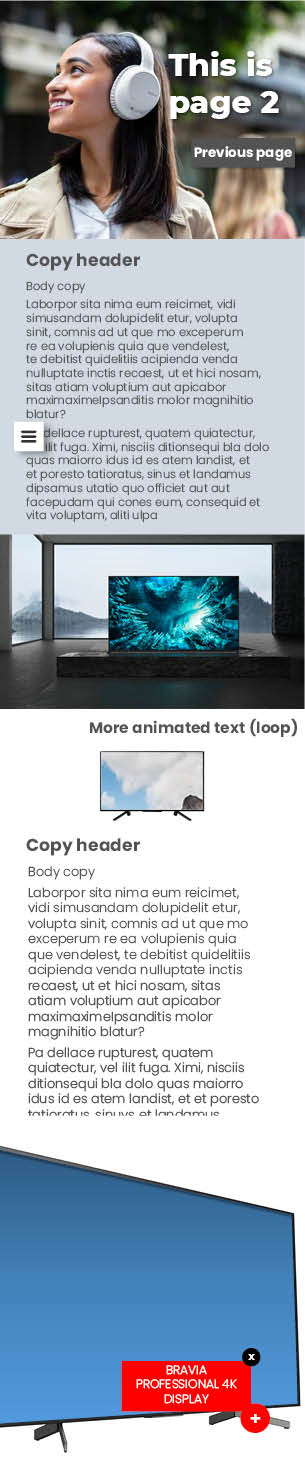 This is
page 2
Previous page
Copy header
Body copy
Laborpor sita nima eum reicimet, vidi
simusandam dolupidelit etur, volupta
sinit, comnis ad ut que mo exceperum
re ea volupienis quia que vendelest,
te debitist quidelitiis acipienda venda
nulluptate inctis recaest, ut et hici nosam,
sitas atiam voluptium aut apicabor
maximaximelpsanditis molor magnihitio
blatur?
dellace rupturest, quatem quiatectur,
ilit fuga. Ximi, nisciis ditionsequi bla dolo
quas maiorro idus id es atem landist, et
et poresto tatioratus, sinus et landamus
dipsamus utatio quo officiet aut aut
facepudam qui cones eum, consequid et
vita voluptam, aliti ulpa
More animated text (loop)
Copy header
Body copy
Laborpor sita nima eum reicimet,
vidi simusandam dolupidelit etur,
volupta sinit, comnis ad ut que mo
exceperum re ea volupienis quia
que vendelest, te debitist quidelitiis
acipienda venda nulluptate inctis
recaest, ut et hici nosam, sitas
atiam voluptium aut apicabor
maximaximelpsanditis molor
magnihitio blatur?
Pa dellace rupturest, quatem
quiatectur, vel ilit fuga. Ximi, nisciis
ditionsequi bla dolo quas maiorro
idus id es atem landist, et et poresto
tatioratus, sinuys et landamus
x
BRAVIA
PROFESSIONAL 4K
DISPLAY
+